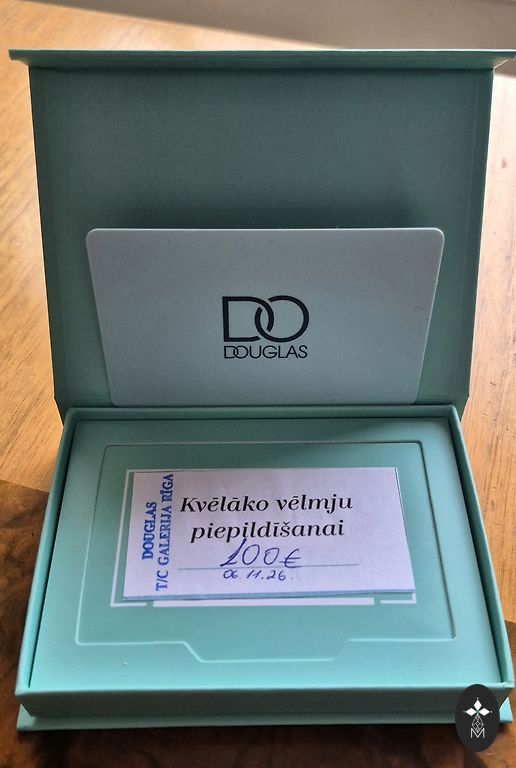 DO
DOUGLAS
DOUGLAS
T/C GALERIJA RĪGA
Kvēlāko vēlmju
piepildīšanai
100€
06.11.26.
M